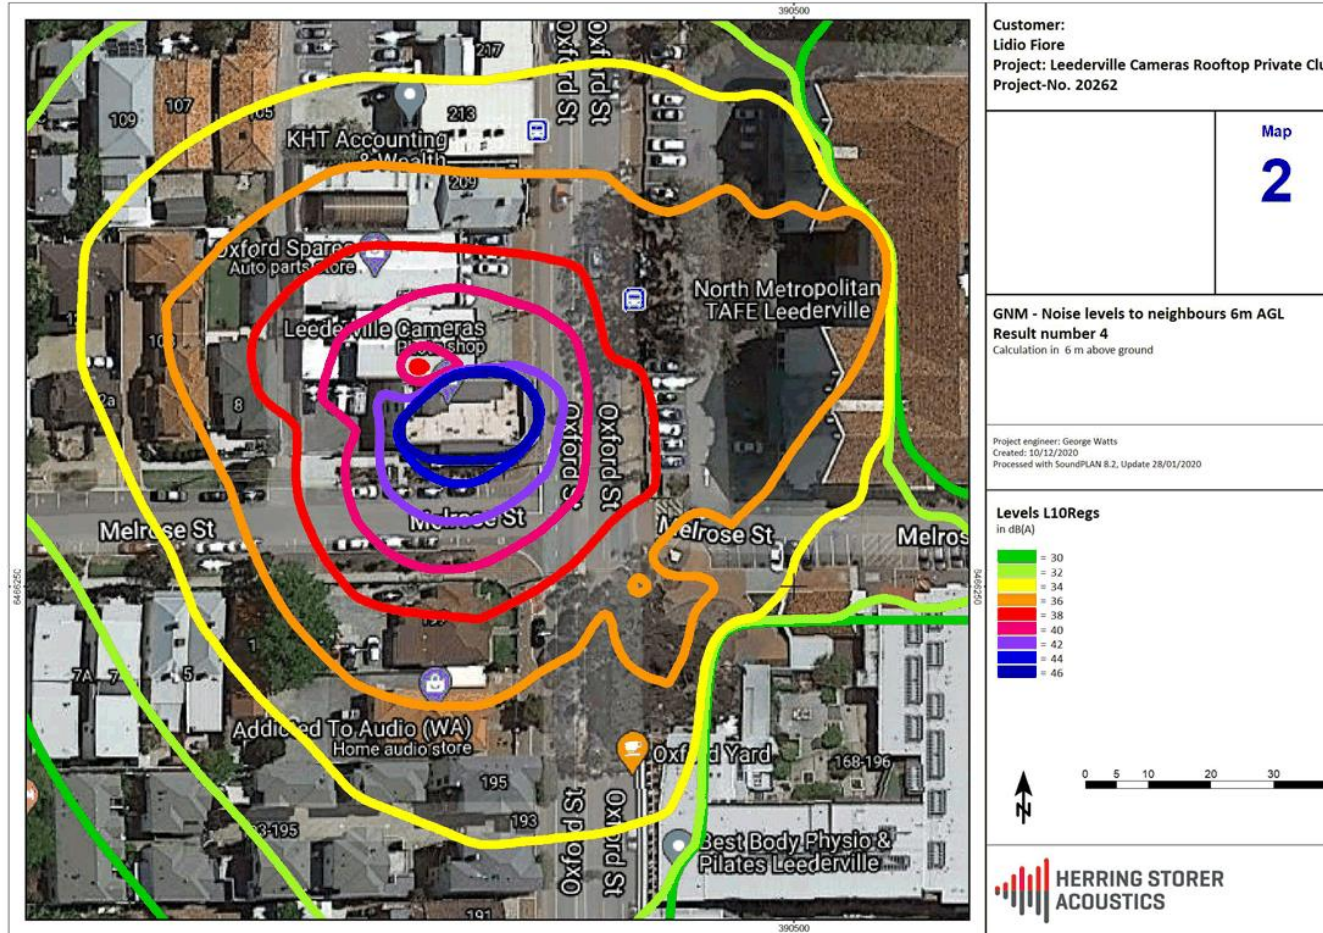 390500
Customer:
Lidio Fiore
Project: Leederville Cameras Rooftop Private Clu
Project-No. 20262
Map
2
GNM - Noise levels to neighbours 6m AGL
Result number 4
Calculation in 6 m above ground
Project engineer: George Watts
Created: 10/12/2020
Processed with SoundPLAN 8.2, Update 28/01/2020
Levels L10Regs
in dB(A)
= 30
= 32
= 34
= 36
= 38
= 40
= 42
= 44
= 46
0 5 10 20 30
N
HERRING STORER
ACOUSTICS
217
Oxford St
Oxford St
109
107
105
213
KHT Accounting
& Wealth
209
Oxford Spares
Auto parts store
North Metropolitan
TAFE Leederville
Leederville Cameras
Photo shop
8
2a
Oxford St
Oxford St
Melrose St
Melrose St
Melrose St
Melros
6466250
6466250
1
7A
7
5
Addicted To Audio (WA)
Home audio store
Oxford Yard
168-196
195
193
Oxford St
Oxford St
Best Body Physio &
Pilates Leederville
191
390500